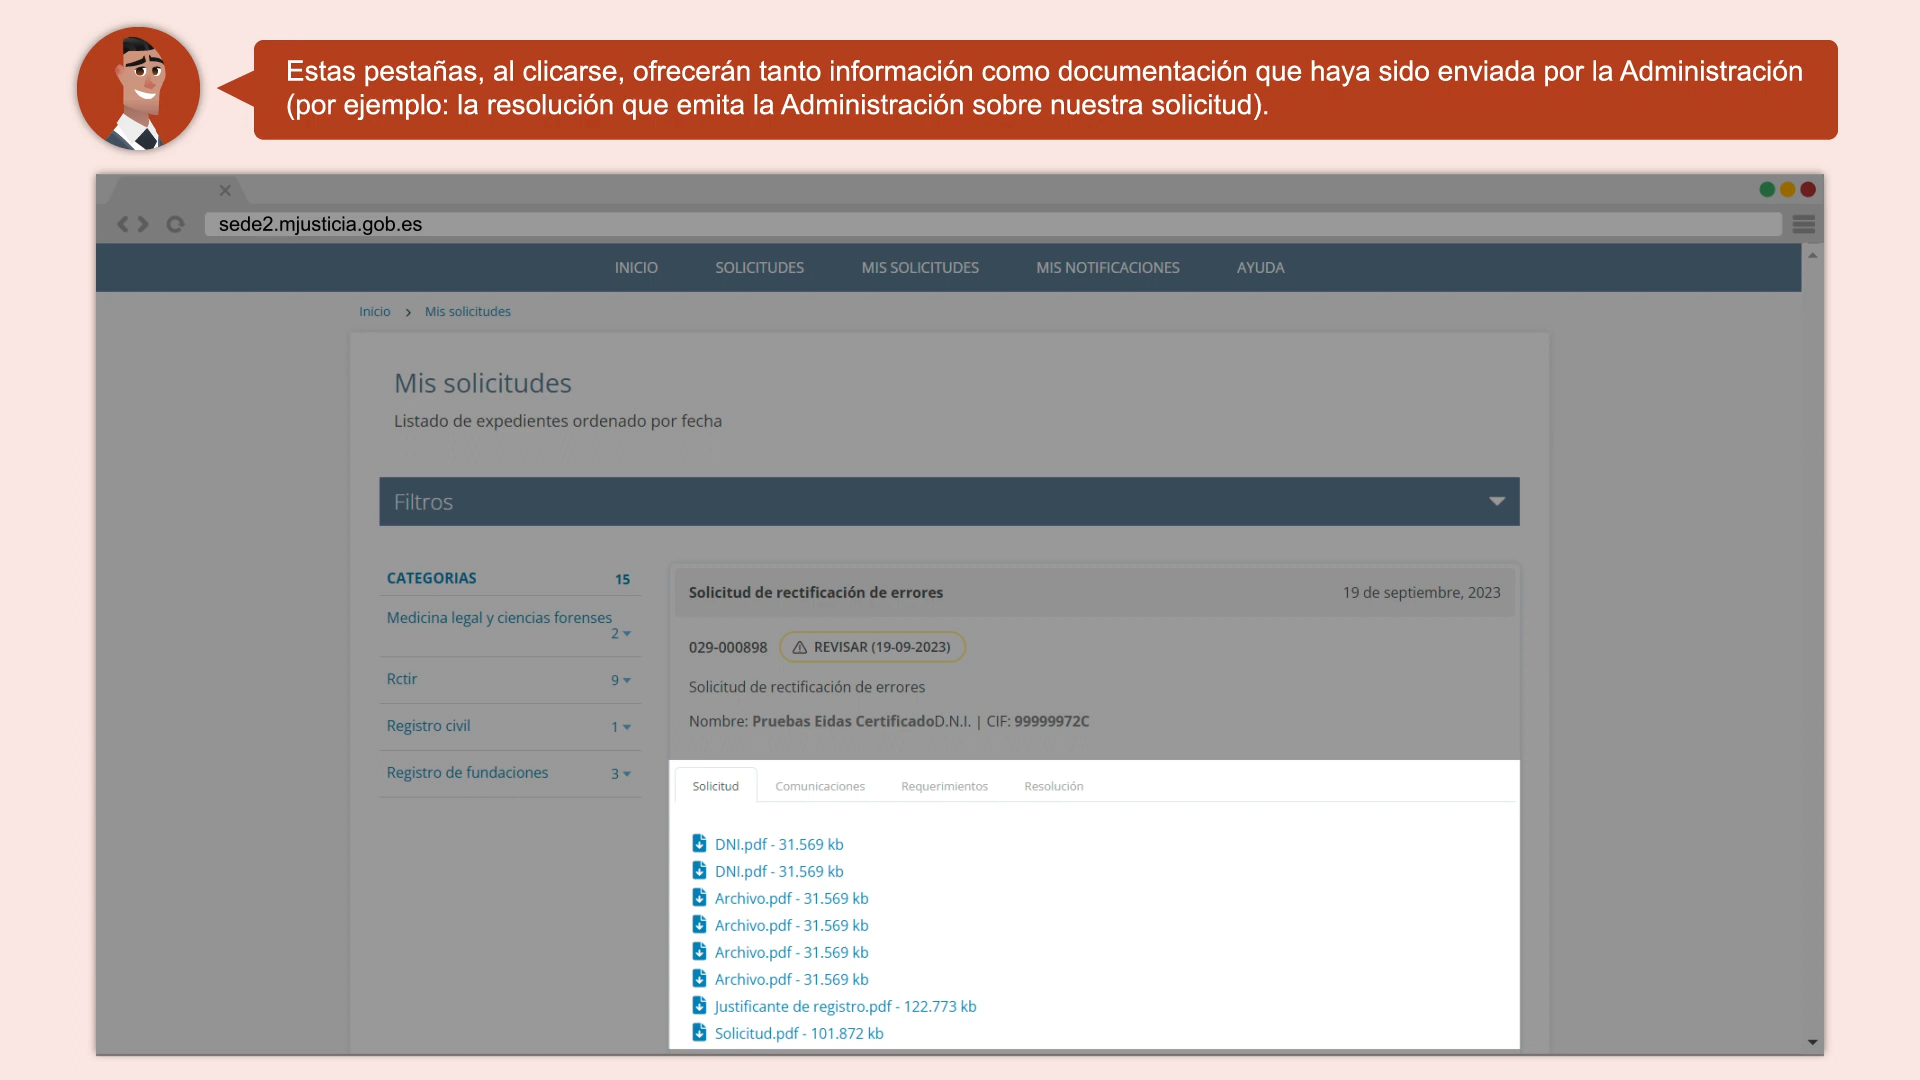 Estas pestañas, al clicarse, ofrecerán tanto información como documentación que haya sido enviada por la Administración
(por ejemplo: la resolución que emita la Administración sobre nuestra solicitud).
sede2.mjusticia.gob.es
INICIO SOLICITUDES MIS SOLICITUDES MIS NOTIFICACIONES AYUDA
Inicio > Mis solicitudes
Mis solicitudes
Listado de expedientes ordenado por fecha
Filtros
CATEGORIAS 15
Medicina legal y ciencias forenses
2
Rctir 9
Registro civil 1
Registro de fundaciones 3
Solicitud de rectificación de errores 19 de septiembre, 2023
029-000898 REVISAR (19-09-2023)
Solicitud de rectificación de errores
Nombre: Pruebas Eidas CertificadoD.N.I. | CIF: 99999972C
Solicitud Comunicaciones Requerimientos Resolución
DNI.pdf - 31.569 kb
DNI.pdf - 31.569 kb
Archivo.pdf - 31.569 kb
Archivo.pdf - 31.569 kb
Archivo.pdf - 31.569 kb
Archivo.pdf - 31.569 kb
Justificante de registro.pdf - 122.773 kb
Solicitud.pdf - 101.872 kb